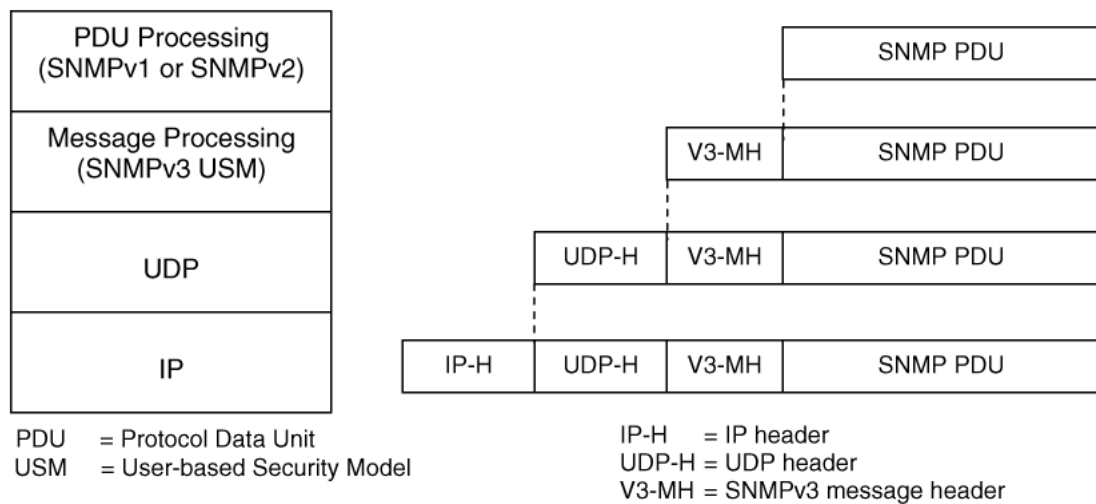 PDU Processing
(SNMPv1 or SNMPv2)
SNMP PDU
Message Processing
(SNMPv3 USM)
V3-MH SNMP PDU
UDP
UDP-H V3-MH SNMP PDU
IP
IP-H UDP-H V3-MH SNMP PDU
PDU = Protocol Data Unit
USM = User-based Security Model
IP-H = IP header
UDP-H = UDP header
V3-MH = SNMPv3 message header